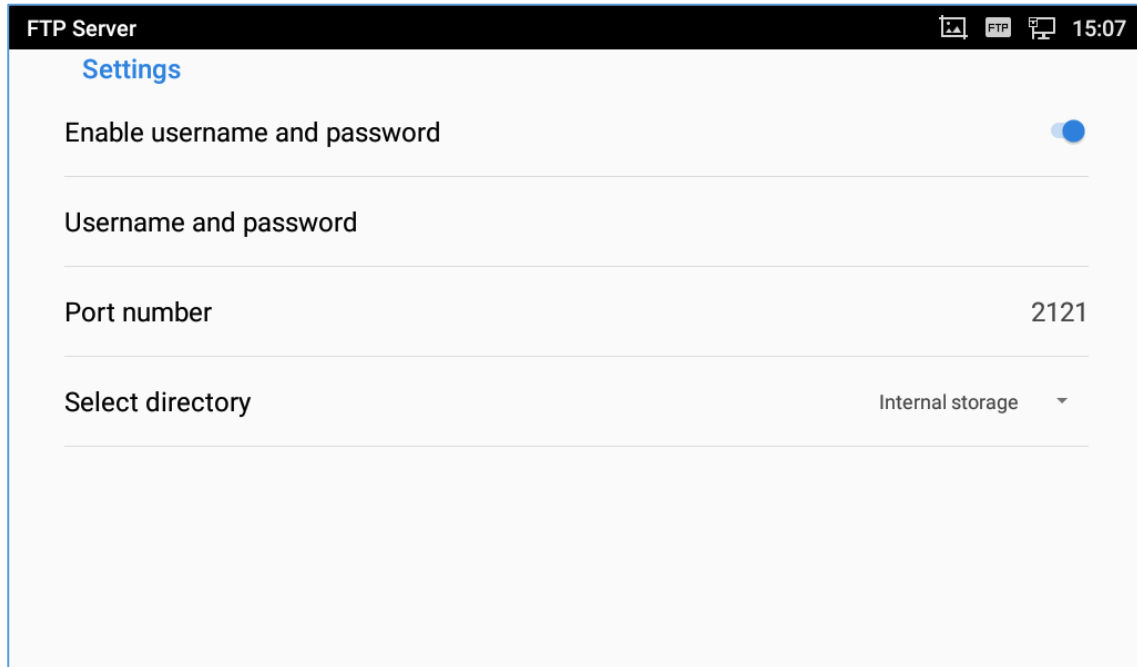 FTP Server FTP 15:07
Settings
Enable username and password
Username and password
Port number 2121
Select directory Internal storage